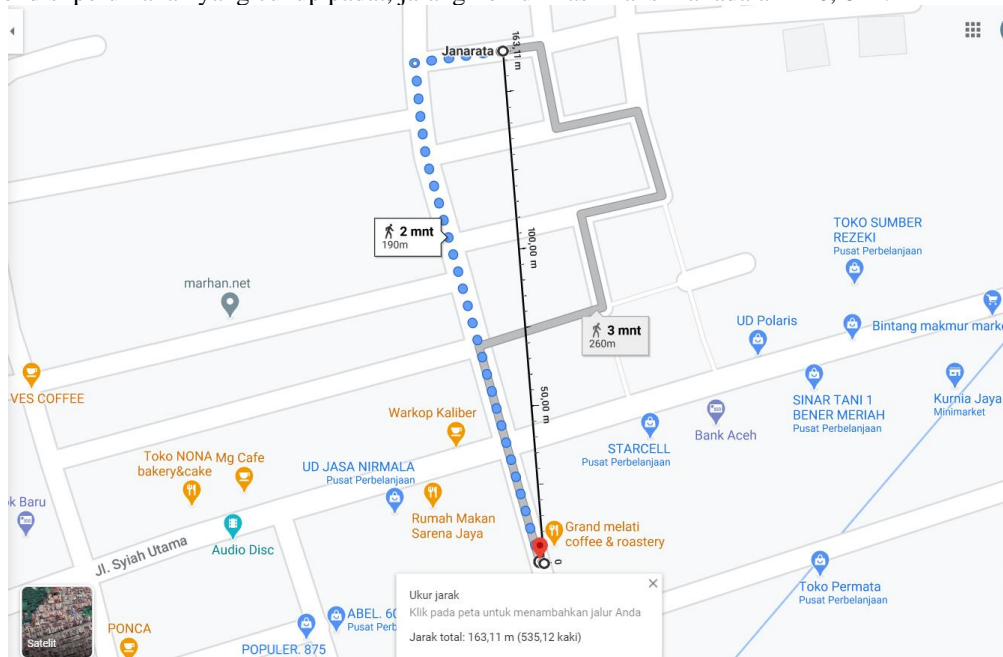 Janarata
163,11 m
2 mnt
190m
100,00 m
TOKO SUMBER
REZEKI
Pusat Perbelanjaan
marhan.net
3 mnt
260m
UD Polaris
Bintang makmur mark
-VES COFFEE
50,00 m
SINAR TANI 1
BENER MERIAH
Pusat Perbelanjaan
Kurnia Jaya
Minimarket
Warkop Kaliber
STARCELL
Pusat Perbelanjaan
Bank Aceh
Toko NONA
bakery&cake
Mg Cafe
UD JASA NIRMALA
Pusat Perbelanjaan
k Baru
Rumah Makan
Sarena Jaya
Grand melati
coffee & roastery
Audio Disc
Jl. Syiah Utama
0
Toko Permata
Pusat Perbelanjaan
Ukur jarak
Klik pada peta untuk menambahkan jalur Anda
Jarak total: 163,11 m (535,12 kaki)
ABEL. 60
Pusat Perb
Satelit
PONCA
POPULER. 875